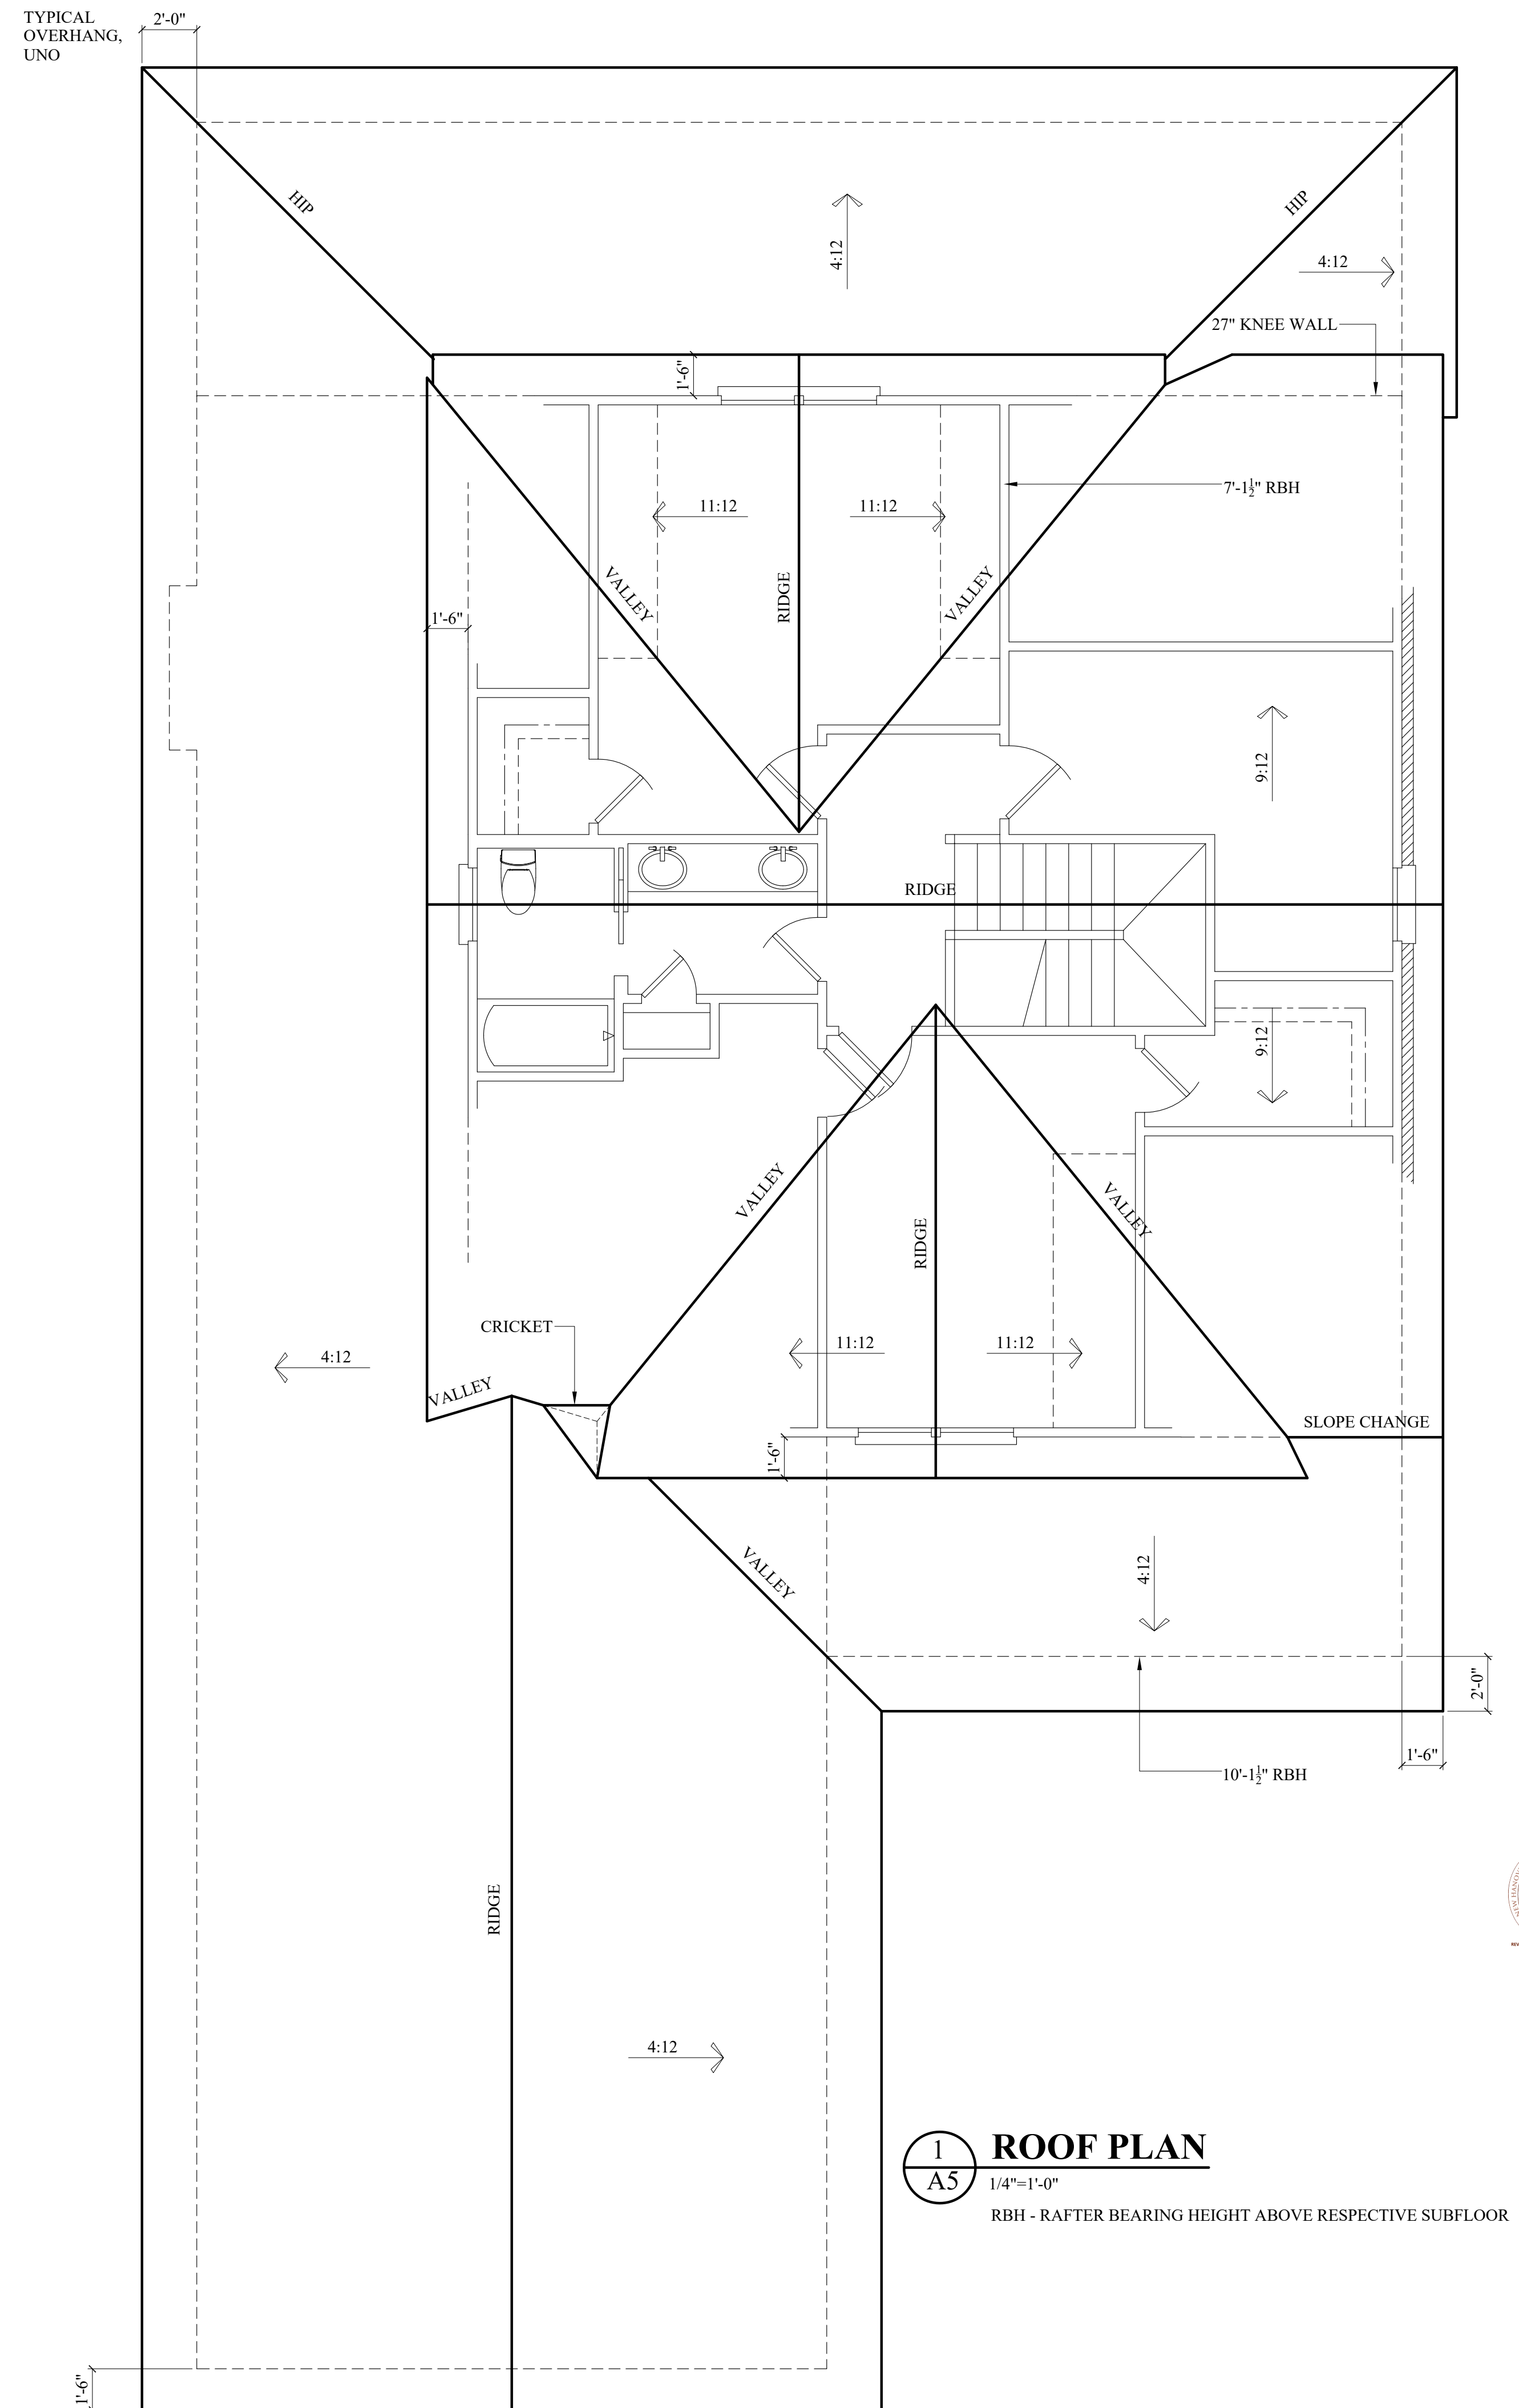 TYPICAL
OVERHANG,
UNO
2'-0"
HIP
HIP
4:12
4:12
27" KNEE WALL
1'-6"
7'-1½" RBH
11:12
11:12
VALLEY
RIDGE
VALLEY
1'-6"
9:12
RIDGE
9:12
VALLEY
RIDGE
VALLEY
CRICKET
11:12
11:12
4:12
VALLEY
SLOPE CHANGE
1'-6"
VALLEY
4:12
2'-0"
1'-6"
10'-1½" RBH
RIDGE
4:12
1
A5
ROOF PLAN
1/4"=1'-0"
RBH - RAFTER BEARING HEIGHT ABOVE RESPECTIVE SUBFLOOR
1'-6"